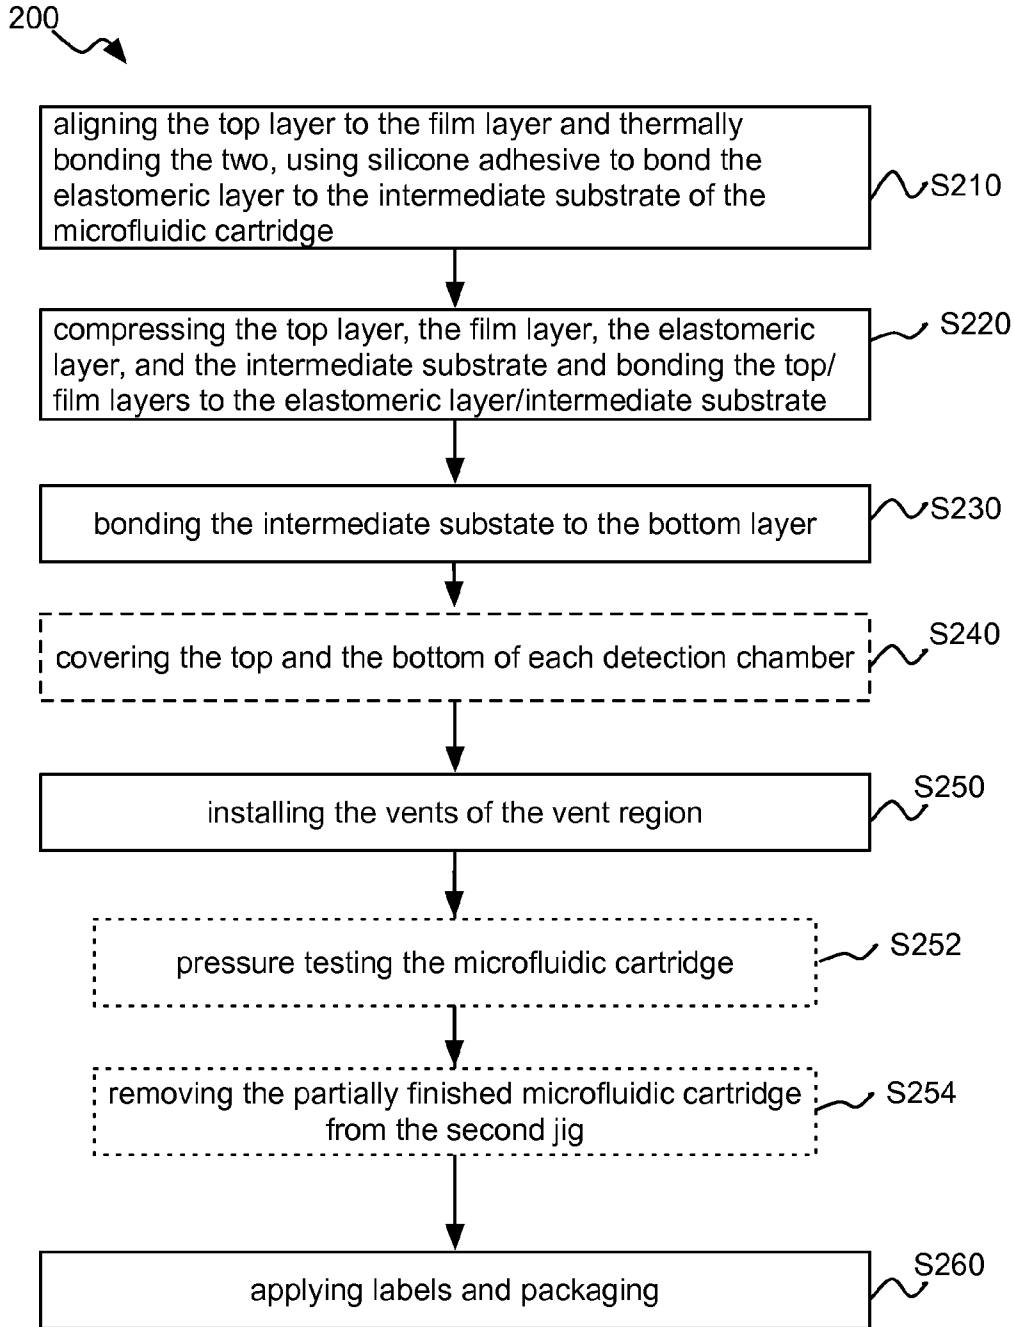 200
aligning the top layer to the film layer and thermally
bonding the two, using silicone adhesive to bond the
elastomeric layer to the intermediate substrate of the
microfluidic cartridge
S210
compressing the top layer, the film layer, the elastomeric
layer, and the intermediate substrate and bonding the top/
film layers to the elastomeric layer/intermediate substrate
S220
bonding the intermediate substate to the bottom layer
S230
covering the top and the bottom of each detection chamber
S240
installing the vents of the vent region
S250
pressure testing the microfluidic cartridge
S252
removing the partially finished microfluidic cartridge
from the second jig
S254
applying labels and packaging
S260